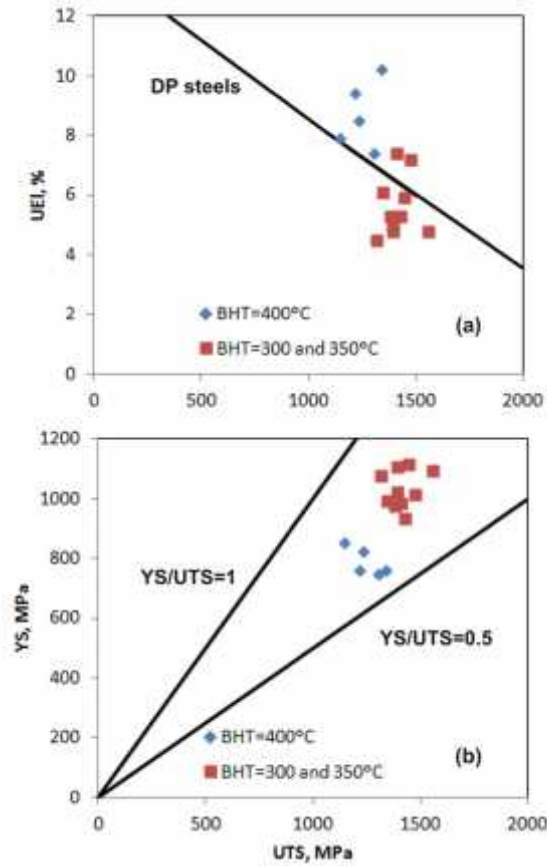 12
10
8
6
4
2
0
UEl, %
DP steels
BHT=400°C
BHT=300 and 350°C
(a)
0 500 1000 1500 2000
1200
1000
800
600
400
200
0
YS, MPa
YS/UTS=1
YS/UTS=0.5
BHT=400°C
BHT=300 and 350°C
(b)
0 500 1000 1500 2000
UTS, MPa